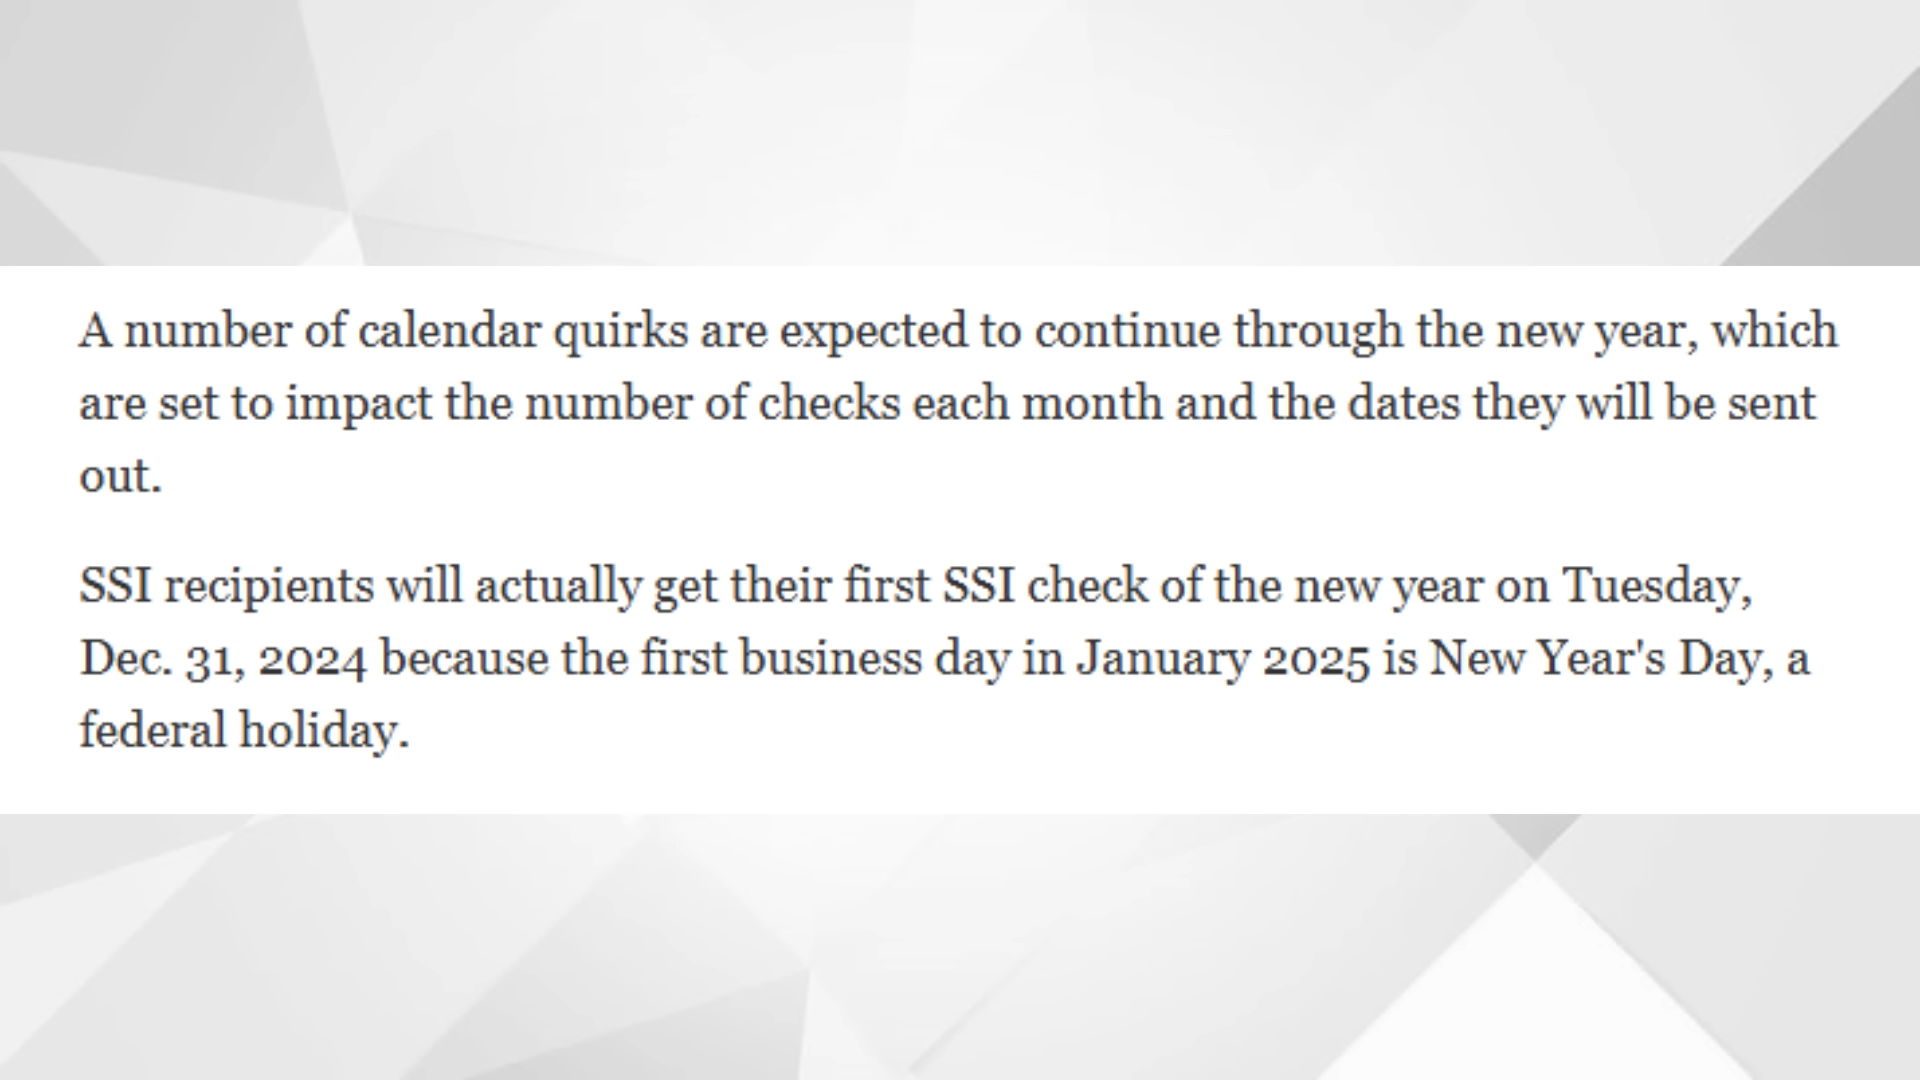 A number of calendar quirks are expected to continue through the new year, which
are set to impact the number of checks each month and the dates they will be sent
out.
SSI recipients will actually get their first SSI check of the new year on Tuesday,
Dec. 31, 2024 because the first business day in January 2025 is New Year's Day, a
federal holiday.